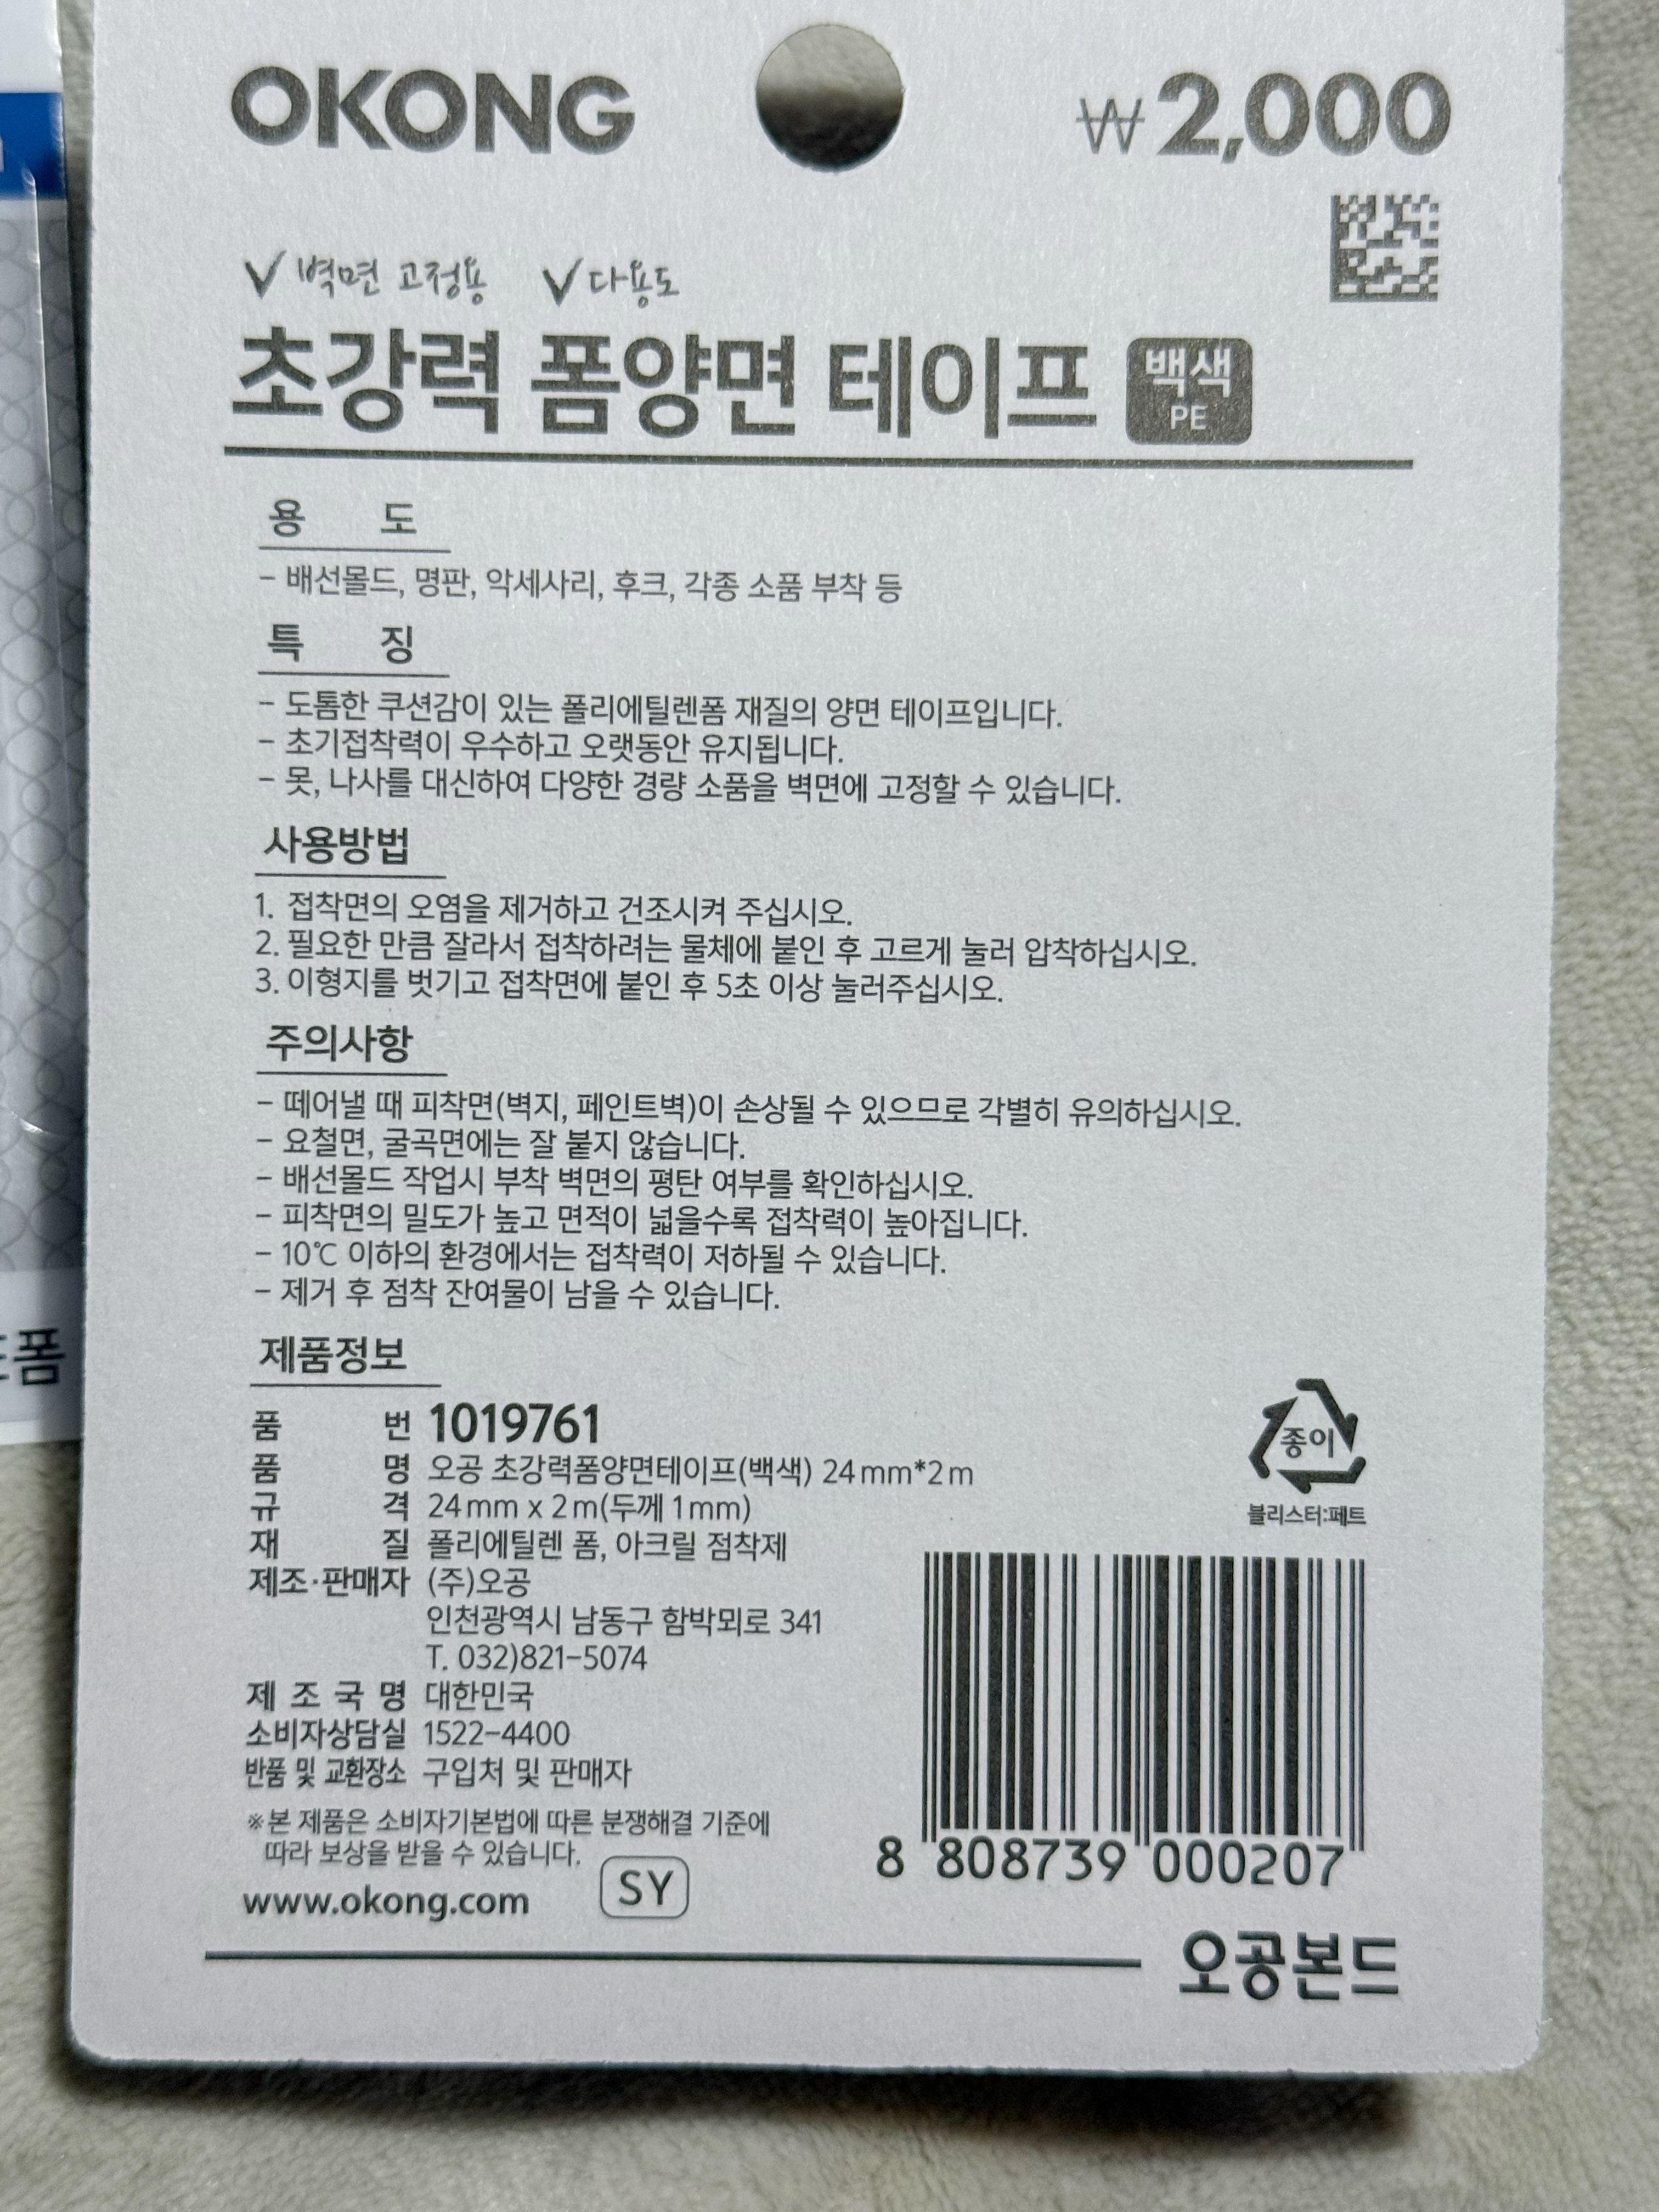 OKONG
₩2,000
✓벽면 고정용 ✓다용도
초강력 폼양면 테이프 백색 PE
용 도
- 배선몰드, 명판, 악세사리, 후크, 각종 소품 부착 등
특 징
- 도톰한 쿠션감이 있는 폴리에틸렌폼 재질의 양면 테이프입니다.
- 초기접착력이 우수하고 오랫동안 유지됩니다.
- 못, 나사를 대신하여 다양한 경량 소품을 벽면에 고정할 수 있습니다.
사용방법
1. 접착면의 오염을 제거하고 건조시켜 주십시오.
2. 필요한 만큼 잘라서 접착하려는 물체에 붙인 후 고르게 눌러 압착하십시오.
3. 이형지를 벗기고 접착면에 붙인 후 5초 이상 눌러주십시오.
주의사항
- 떼어낼 때 피착면(벽지, 페인트벽)이 손상될 수 있으므로 각별히 유의하십시오.
- 요철면, 굴곡면에는 잘 붙지 않습니다.
- 배선몰드 작업시 부착 벽면의 평탄 여부를 확인하십시오.
- 피착면의 밀도가 높고 면적이 넓을수록 접착력이 높아집니다.
- 10℃ 이하의 환경에서는 접착력이 저하될 수 있습니다.
- 제거 후 점착 잔여물이 남을 수 있습니다.
폼
제품정보
품 번 1019761
품 명 오공 초강력폼양면테이프(백색) 24mm*2m
규 격 24mm x 2m(두께 1mm)
재 질 폴리에틸렌 폼, 아크릴 점착제
제조·판매자 (주)오공
인천광역시 남동구 함박뫼로 341
T. 032)821-5074
제 조 국 명 대한민국
소비자상담실 1522-4400
반품 및 교환장소 구입처 및 판매자
※본 제품은 소비자기본법에 따른 분쟁해결 기준에
따라 보상을 받을 수 있습니다.
www.okong.com SY
종이
블리스터:페트
8 808739 000207
오공본드